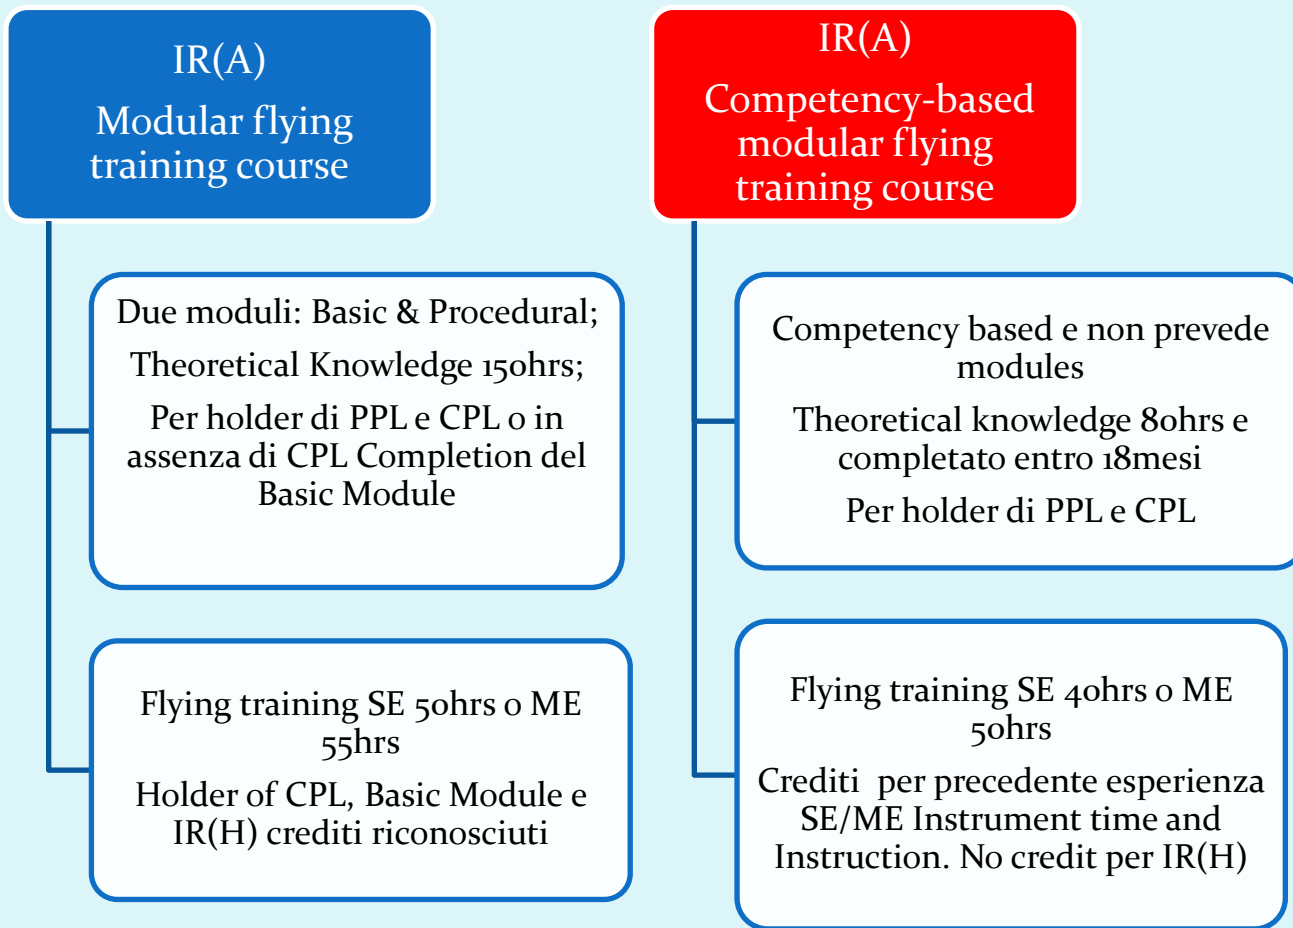 IR(A)
Modular flying
training course
Due moduli: Basic & Procedural;
Theoretical Knowledge 150hrs;
Per holder di PPL e CPL o in
assenza di CPL Completion del
Basic Module
Flying training SE 50hrs o ME
55hrs
Holder of CPL, Basic Module e
IR(H) crediti riconosciuti
IR(A)
Competency-based
modular flying
training course
Competency based e non prevede
modules
Theoretical knowledge 80hrs e
completato entro 18mesi
Per holder di PPL e CPL
Flying training SE 40hrs o ME
50hrs
Crediti per precedente esperienza
SE/ME Instrument time and
Instruction. No credit per IR(H)